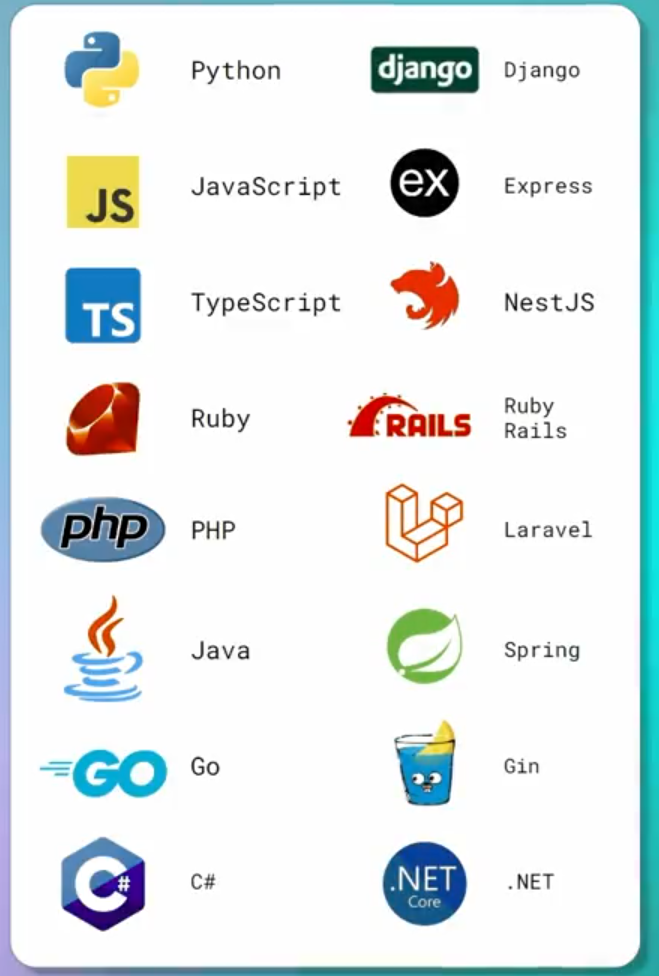 Python django Django
JS JavaScript ex Express
TS TypeScript NestJS
Ruby RAILS Ruby
Rails
php PHP Laravel
Java Spring
GO Go Gin
C# C# .NET .NET
Core